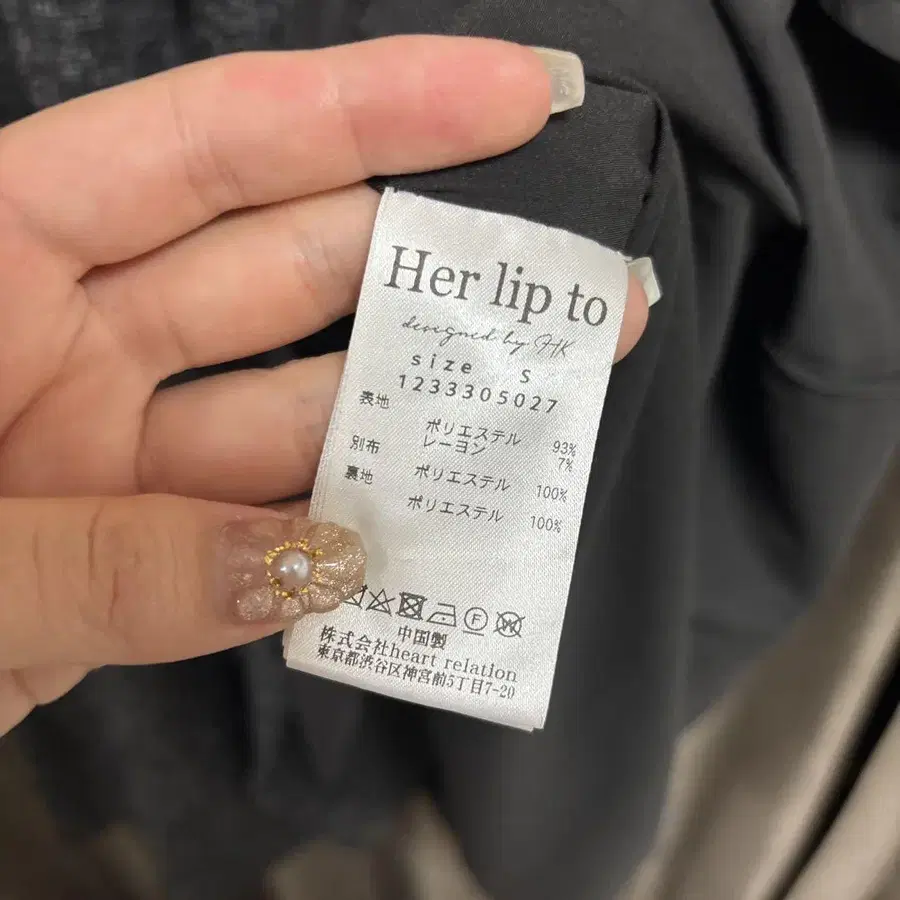 Her lip to
designed by HK
size S
1233305027
表地
ポリエステル 93%
レーヨン 7%
別布
ポリエステル 100%
裏地
ポリエステル 100%
F
W
中国製
株式会社heart relation
東京都渋谷区神宮前5丁目7-20